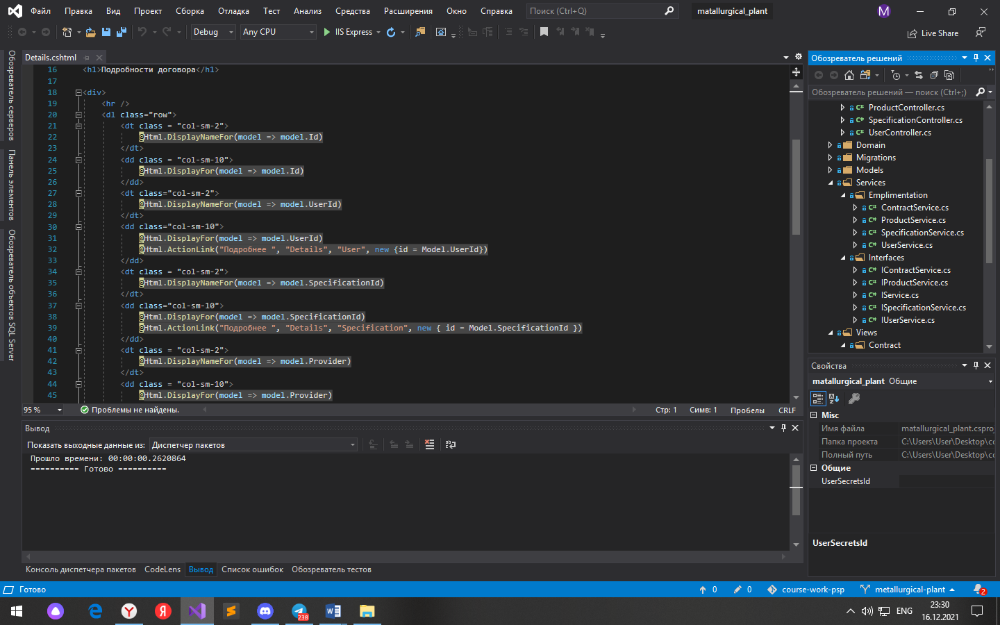 Файл Правка Вид Проект Сборка Отладка Тест Анализ Средства Расширения Окно Справка Поиск (Ctrl+Q) matallurgical_plant M
Debug Any CPU IIS Express Live Share
Обозреватель серверов
Панель элементов
Обозреватель объектов SQL Server
Details.cshtml
16 <h1>Подробности договора</h1>
17
18 <div>
19 <hr />
20 <dl class="row">
21 <dt class = "col-sm-2">
22 @Html.DisplayNameFor(model => model.Id)
23 </dt>
24 <dd class = "col-sm-10">
25 @Html.DisplayFor(model => model.Id)
26 </dd>
27 <dt class="col-sm-2">
28 @Html.DisplayNameFor(model => model.UserId)
29 </dt>
30 <dd class="col-sm-10">
31 @Html.DisplayFor(model => model.UserId)
32 @Html.ActionLink("Подробнее ", "Details", "User", new {id = Model.UserId})
33 </dd>
34 <dt class = "col-sm-2">
35 @Html.DisplayNameFor(model => model.SpecificationId)
36 </dt>
37 <dd class="col-sm-10">
38 @Html.DisplayFor(model => model.SpecificationId)
39 @Html.ActionLink("Подробнее ", "Details", "Specification", new { id = Model.SpecificationId })
40 </dd>
41 <dt class = "col-sm-2">
42 @Html.DisplayNameFor(model => model.Provider)
43 </dt>
44 <dd class = "col-sm-10">
45 @Html.DisplayFor(model => model.Provider)
95 % Проблемы не найдены. Стр: 1 Симв: 1 Пробелы CRLF
Вывод
Показать выходные данные из: Диспетчер пакетов
Прошло времени: 00:00:00.2620864
========== Готово ==========
Консоль диспетчера пакетов CodeLens Вывод Список ошибок Обозреватель тестов
Обозреватель решений
Обозреватель решений — поиск (Ctrl+;)
C# ProductController.cs
C# SpecificationController.cs
C# UserController.cs
Domain
Migrations
Models
Services
Emplimentation
C# ContractService.cs
C# ProductService.cs
C# SpecificationService.cs
C# UserService.cs
Interfaces
C# IContractService.cs
C# IProductService.cs
C# IService.cs
C# ISpecificationService.cs
C# IUserService.cs
Views
Contract
Свойства
matallurgical_plant Общие
Misc
Имя файла matallurgical_plant.csproj
Папка проекта C:\Users\User\Desktop\co
Полный путь C:\Users\User\Desktop\co
Общие
UserSecretsId
UserSecretsId
Готово 0 0 course-work-psp metallurgical-plant 2
Я 238 ENG 23:30
16.12.2021